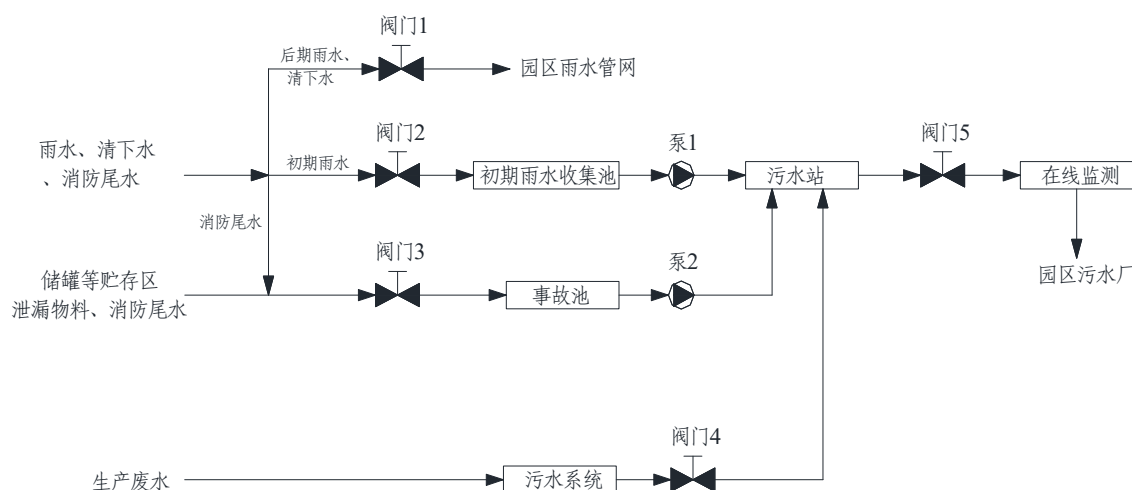 阀门1
后期雨水、
清下水
园区雨水管网
雨水、清下水
、消防尾水
初期雨水
阀门2
初期雨水收集池
泵1
污水站
阀门5
在线监测
消防尾水
储罐等贮存区
泄漏物料、消防尾水
阀门3
事故池
泵2
园区污水厂
生产废水
污水系统
阀门4